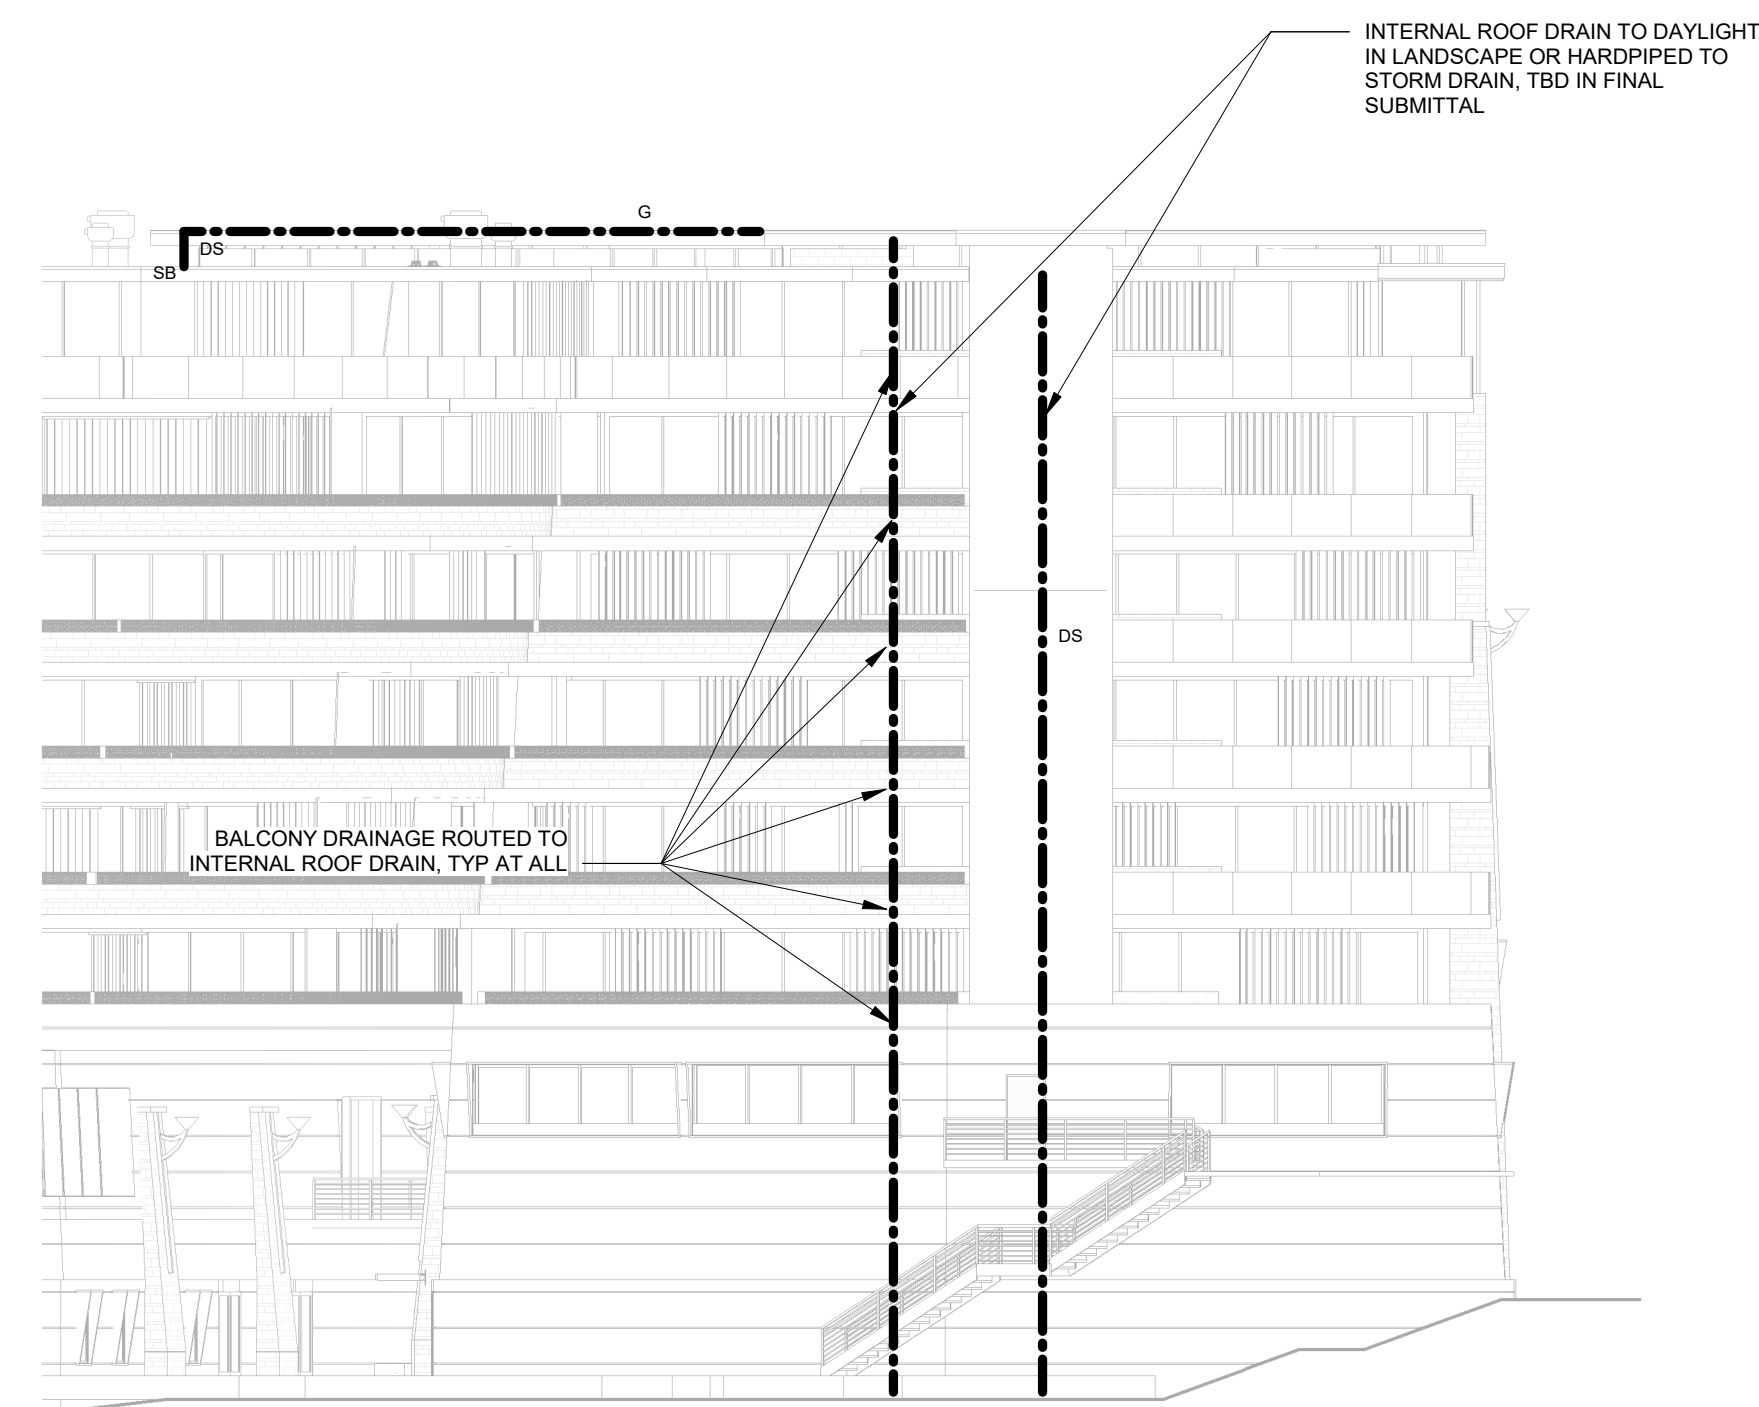 INTERNAL ROOF DRAIN TO DAYLIGHT
IN LANDSCAPE OR HARDPIPED TO
STORM DRAIN, TBD IN FINAL
SUBMITTAL
G
DS
SB
DS
BALCONY DRAINAGE ROUTED TO
INTERNAL ROOF DRAIN, TYP AT ALL